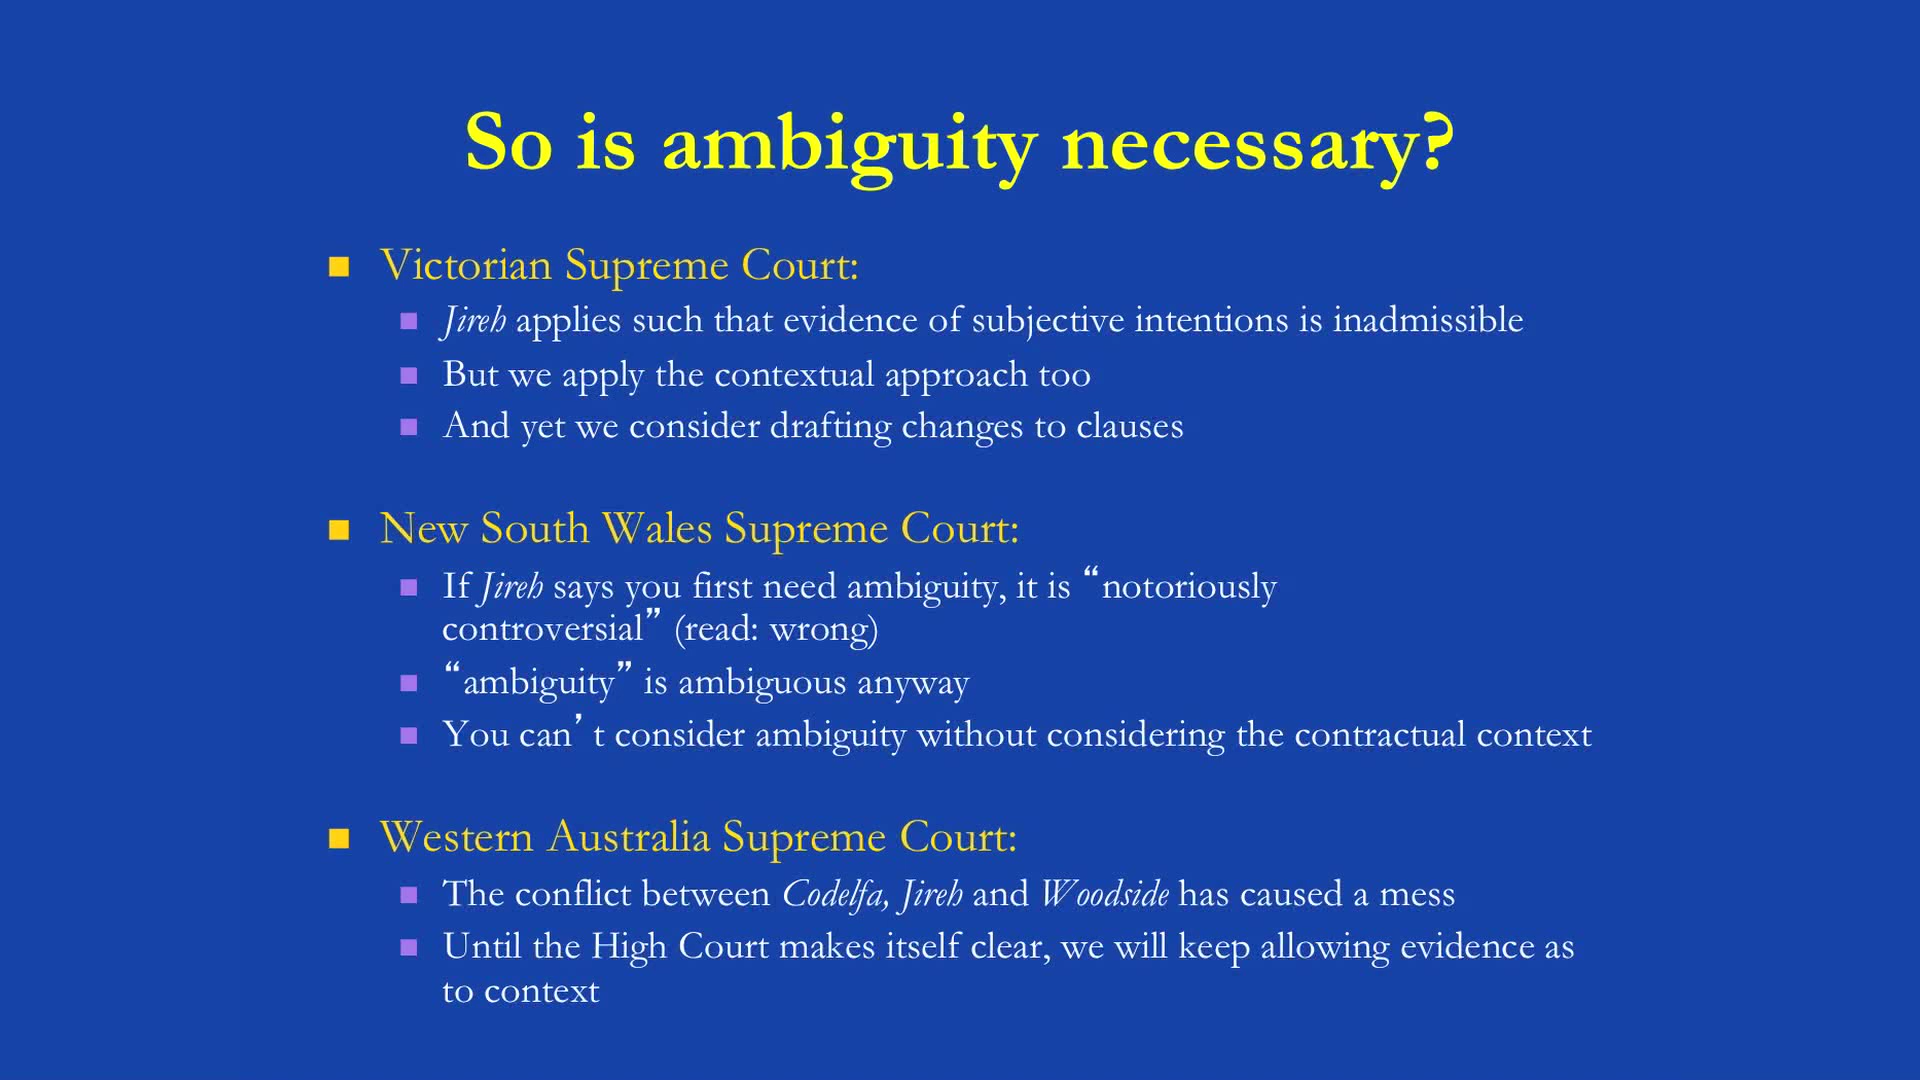 So is ambiguity necessary?
Victorian Supreme Court:
Jireh applies such that evidence of subjective intentions is inadmissible
But we apply the contextual approach too
And yet we consider drafting changes to clauses
New South Wales Supreme Court:
If Jireh says you first need ambiguity, it is “notoriously
controversial” (read: wrong)
“ambiguity” is ambiguous anyway
You can’t consider ambiguity without considering the contractual context
Western Australia Supreme Court:
The conflict between Codelfa, Jireh and Woodside has caused a mess
Until the High Court makes itself clear, we will keep allowing evidence as
to context